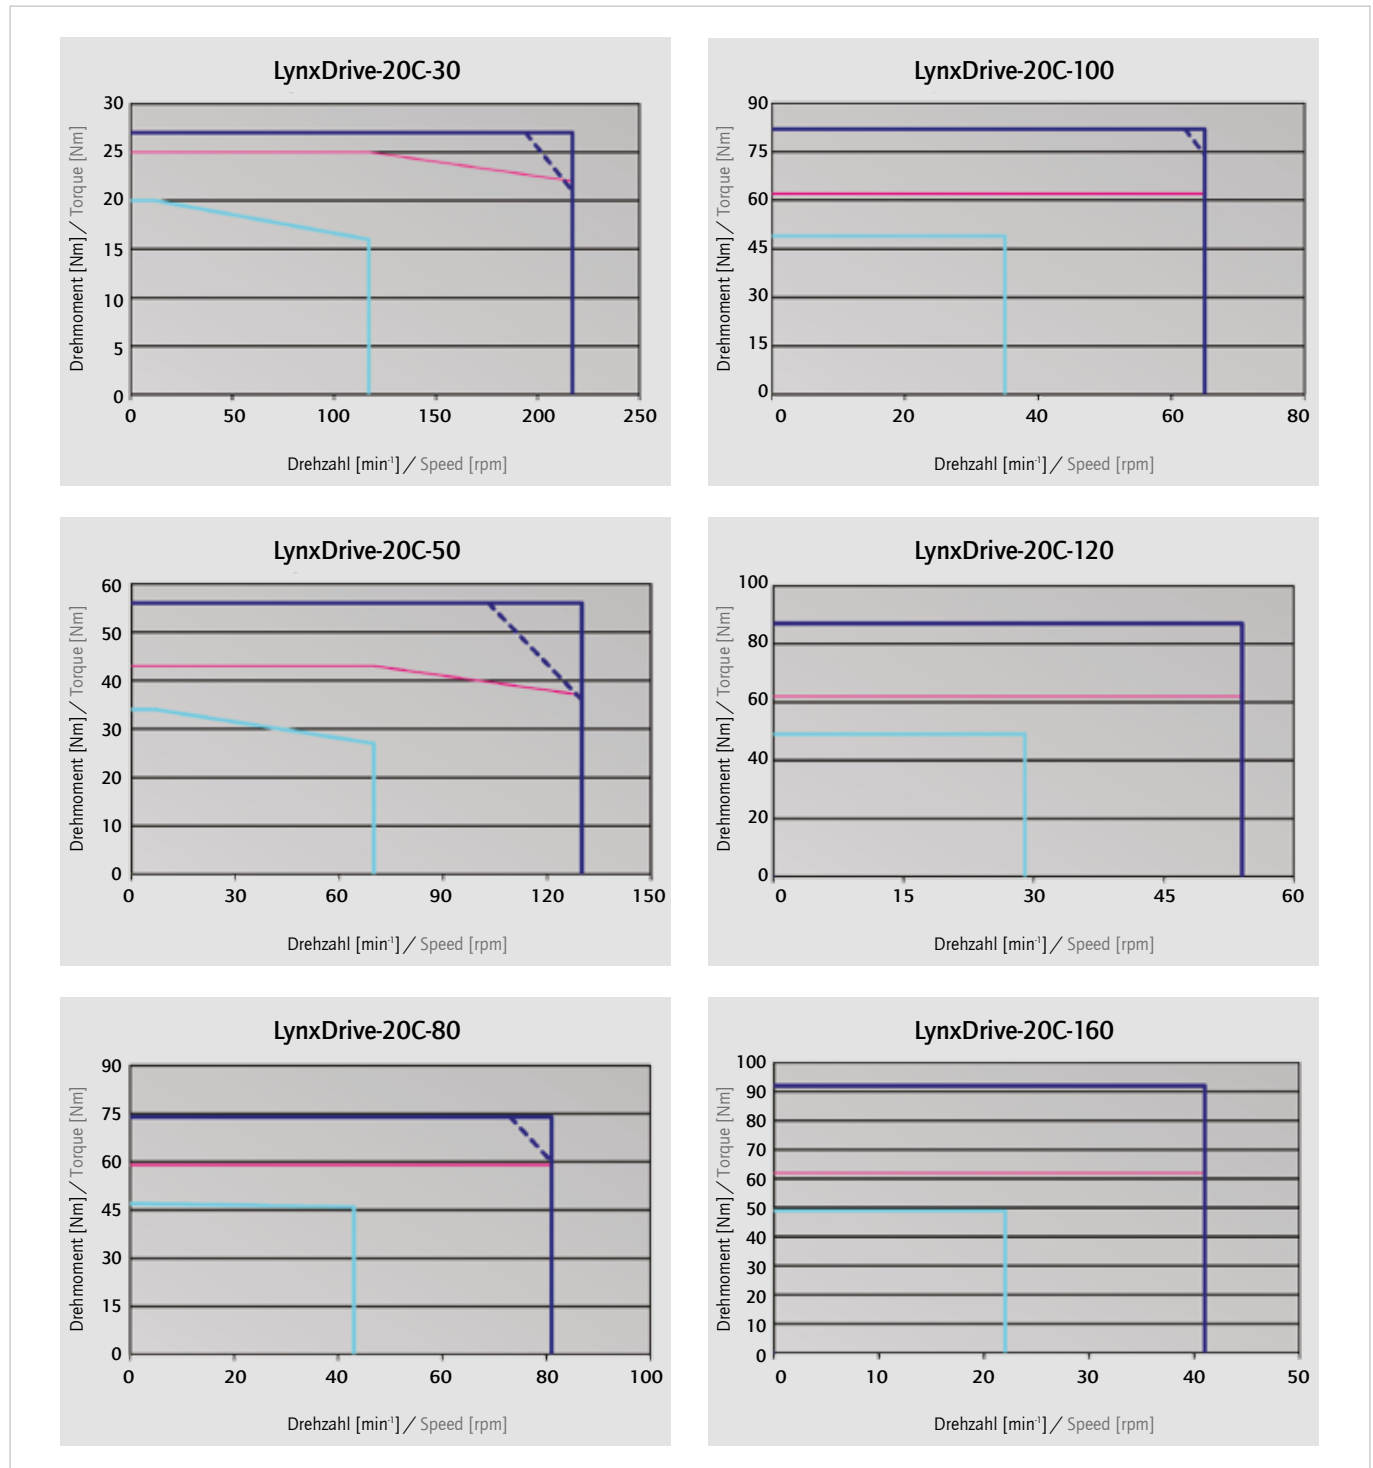 LynxDrive-20C-30
Drehmoment [Nm] / Torque [Nm]
30
25
20
15
10
5
0
0 50 100 150 200 250
Drehzahl [min-1] / Speed [rpm]
LynxDrive-20C-100
Drehmoment [Nm] / Torque [Nm]
90
75
60
45
30
15
0
0 20 40 60 80
Drehzahl [min-1] / Speed [rpm]
LynxDrive-20C-50
Drehmoment [Nm] / Torque [Nm]
60
50
40
30
20
10
0
0 30 60 90 120 150
Drehzahl [min-1] / Speed [rpm]
LynxDrive-20C-120
Drehmoment [Nm] / Torque [Nm]
100
80
60
40
20
0
0 15 30 45 60
Drehzahl [min-1] / Speed [rpm]
LynxDrive-20C-80
Drehmoment [Nm] / Torque [Nm]
90
75
60
45
30
15
0
0 20 40 60 80 100
Drehzahl [min-1] / Speed [rpm]
LynxDrive-20C-160
Drehmoment [Nm] / Torque [Nm]
100
90
80
70
60
50
40
30
20
10
0
0 10 20 30 40 50
Drehzahl [min-1] / Speed [rpm]